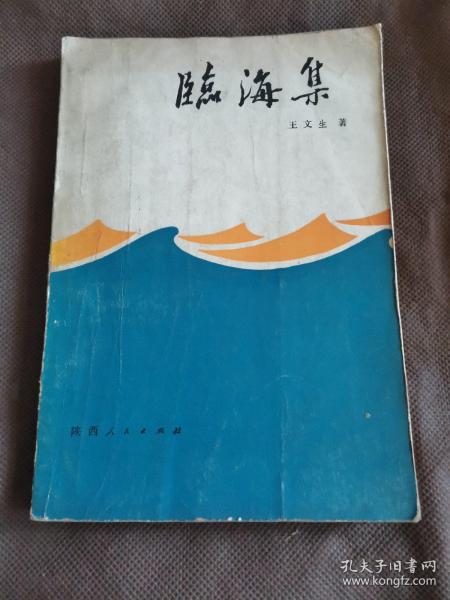 臨海集
王文生 著
陕西人民出版社
孔夫子旧书网
www.kongfz.com